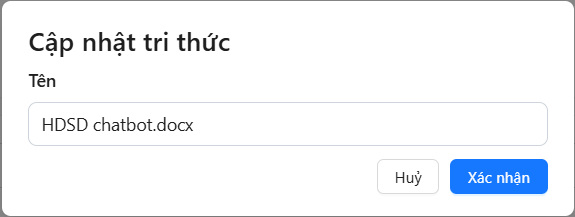 Cập nhật tri thức
Tên
HDSD chatbot.docx
Huỷ
Xác nhận